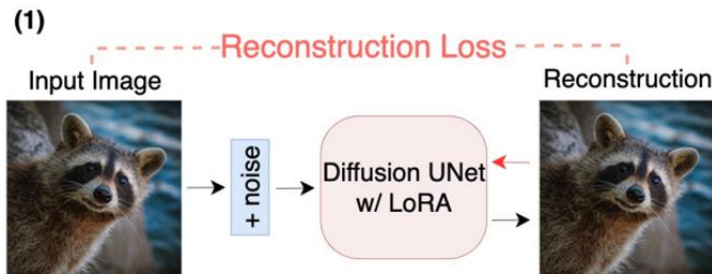 (1)
Reconstruction Loss
Input Image
Reconstruction
+ noise
Diffusion UNet
w/ LoRA